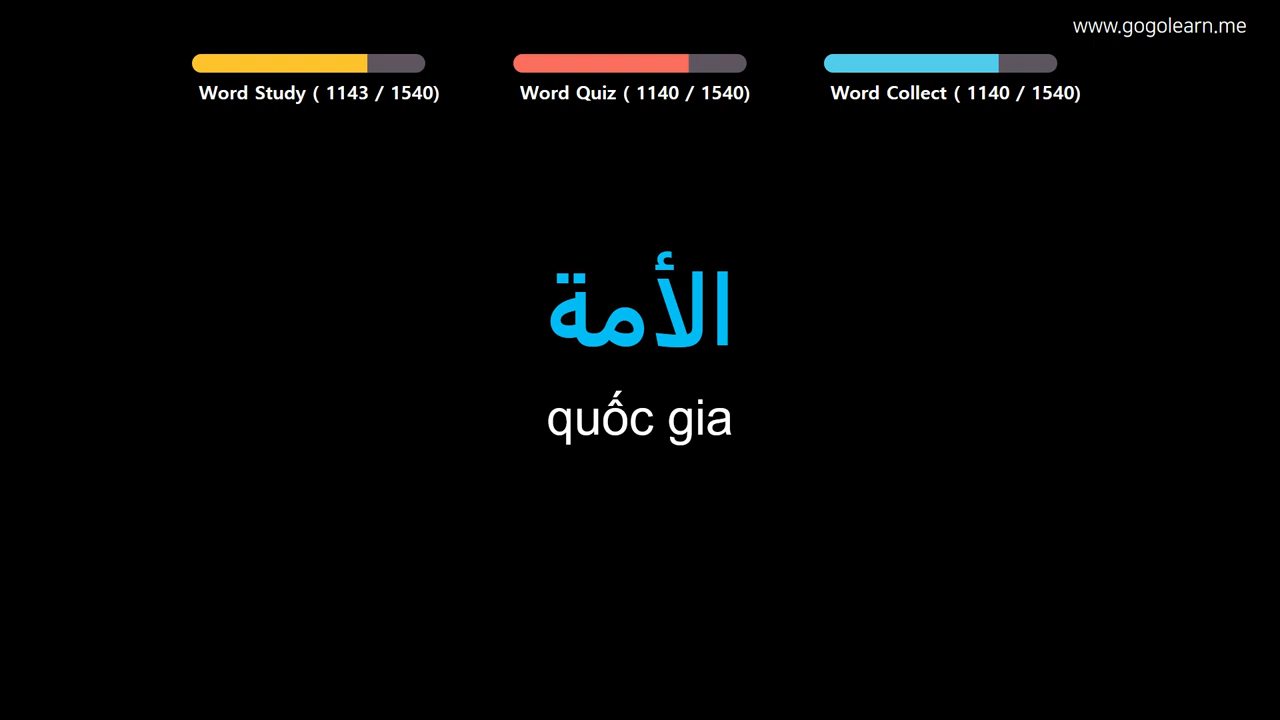 www.gogolearn.me
Word Study ( 1143 / 1540)
Word Quiz ( 1140 / 1540)
Word Collect ( 1140 / 1540)
الأمة
quốc gia